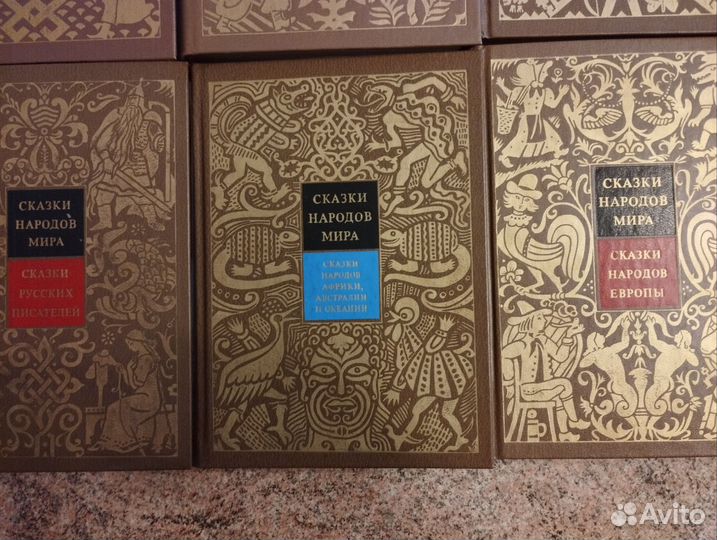 СКАЗКИ
НАРОДОВ
МИРА
СКАЗКИ
РУССКИХ
ПИСАТЕЛЕЙ
СКАЗКИ
НАРОДОВ
МИРА
СКАЗКИ
НАРОДОВ
АФРИКИ,
АВСТРАЛИИ
И ОКЕАНИИ
СКАЗКИ
НАРОДОВ
МИРА
СКАЗКИ
НАРОДОВ
ЕВРОПЫ
Avito